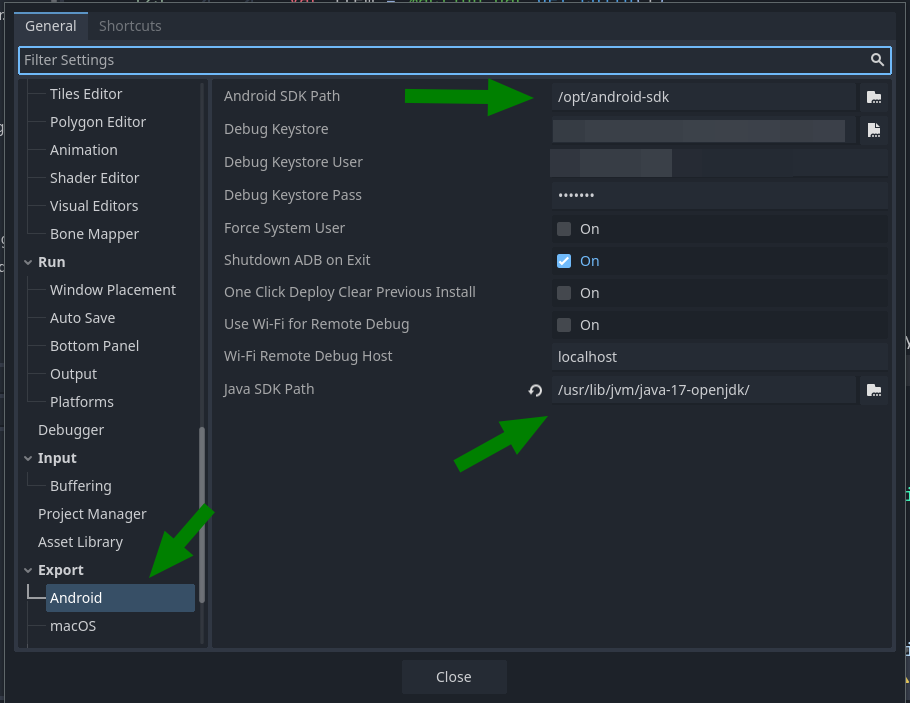 General
Shortcuts
Filter Settings
Tiles Editor
Polygon Editor
Animation
Shader Editor
Visual Editors
Bone Mapper
Run
Window Placement
Auto Save
Bottom Panel
Output
Platforms
Debugger
Input
Buffering
Project Manager
Asset Library
Export
Android
macOS
Android SDK Path
/opt/android-sdk
Debug Keystore
Debug Keystore User
Debug Keystore Pass
•••••••
Force System User
On
Shutdown ADB on Exit
On
One Click Deploy Clear Previous Install
On
Use Wi-Fi for Remote Debug
On
Wi-Fi Remote Debug Host
localhost
Java SDK Path
/usr/lib/jvm/java-17-openjdk/
Close